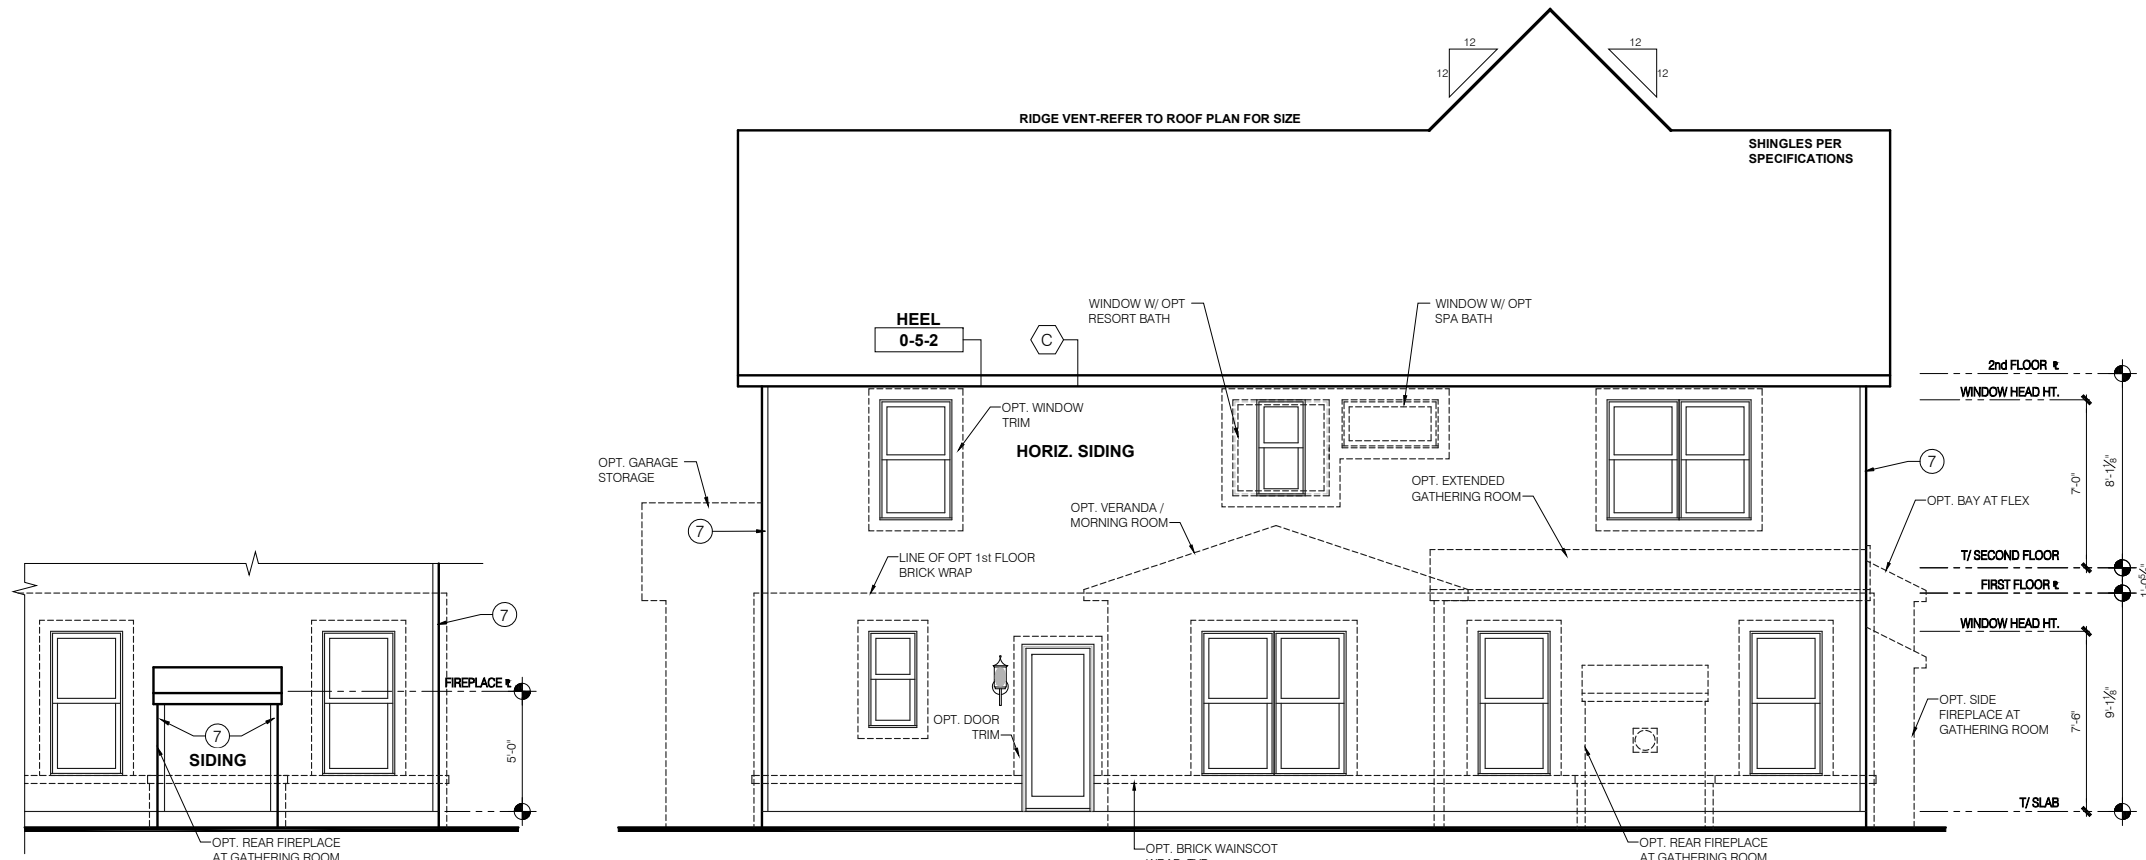 12
12
12
12
RIDGE VENT-REFER TO ROOF PLAN FOR SIZE
SHINGLES PER
SPECIFICATIONS
HEEL
0-5-2
C
WINDOW W/ OPT
RESORT BATH
WINDOW W/ OPT
SPA BATH
2nd FLOOR ℄
WINDOW HEAD HT.
OPT. WINDOW
TRIM
HORIZ. SIDING
OPT. GARAGE
STORAGE
7
OPT. VERANDA /
MORNING ROOM
OPT. EXTENDED
GATHERING ROOM
7
OPT. BAY AT FLEX
7'-0"
8'-1⅛"
LINE OF OPT 1st FLOOR
BRICK WRAP
T/ SECOND FLOOR
FIRST FLOOR ℄
WINDOW HEAD HT.
7
FIREPLACE ℄
7
SIDING
5'-0"
OPT. REAR FIREPLACE
AT GATHERING ROOM
OPT. DOOR
TRIM
OPT. SIDE
FIREPLACE AT
GATHERING ROOM
7'-6"
9'-1⅛"
T/ SLAB
OPT. BRICK WAINSCOT
OPT. REAR FIREPLACE
AT GATHERING ROOM